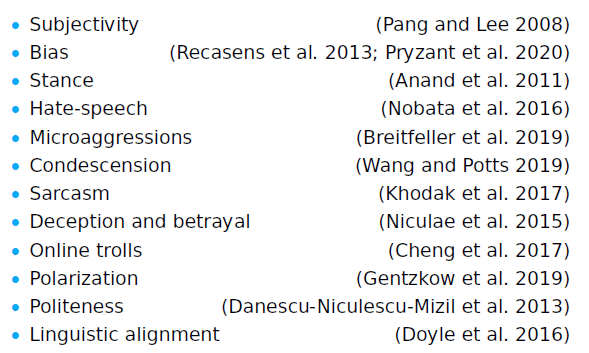 • Subjectivity (Pang and Lee 2008)
• Bias (Recasens et al. 2013; Pryzant et al. 2020)
• Stance (Anand et al. 2011)
• Hate-speech (Nobata et al. 2016)
• Microaggressions (Breitfeller et al. 2019)
• Condescension (Wang and Potts 2019)
• Sarcasm (Khodak et al. 2017)
• Deception and betrayal (Niculae et al. 2015)
• Online trolls (Cheng et al. 2017)
• Polarization (Gentzkow et al. 2019)
• Politeness (Danescu-Niculescu-Mizil et al. 2013)
• Linguistic alignment (Doyle et al. 2016)